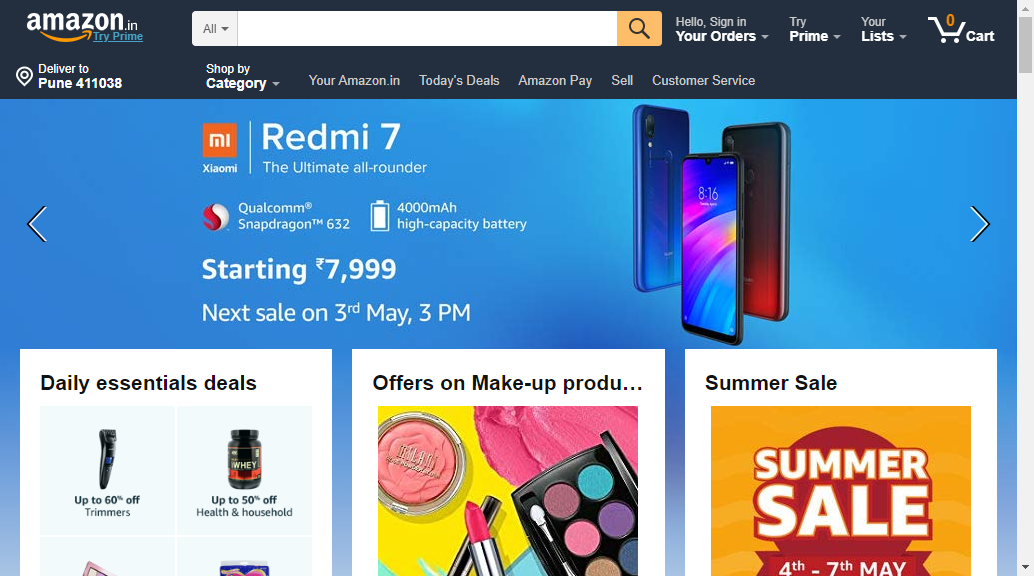 amazon.in
Try Prime
All
Hello, Sign in
Your Orders
Try
Prime
Your
Lists
0
Cart
Deliver to
Pune 411038
Shop by
Category
Your Amazon.in
Today's Deals
Amazon Pay
Sell
Customer Service
mi
Xiaomi
Redmi 7
The Ultimate all-rounder
Qualcomm®
Snapdragon™ 632
4000mAh
high-capacity battery
8:16
Starting ₹7,999
Next sale on 3rd May, 3 PM
Daily essentials deals
Up to 60% off
Trimmers
WHEY
Up to 50% off
Health & household
Offers on Make-up produ…
MILANI
Summer Sale
SUMMER
SALE
4th - 7th MAY